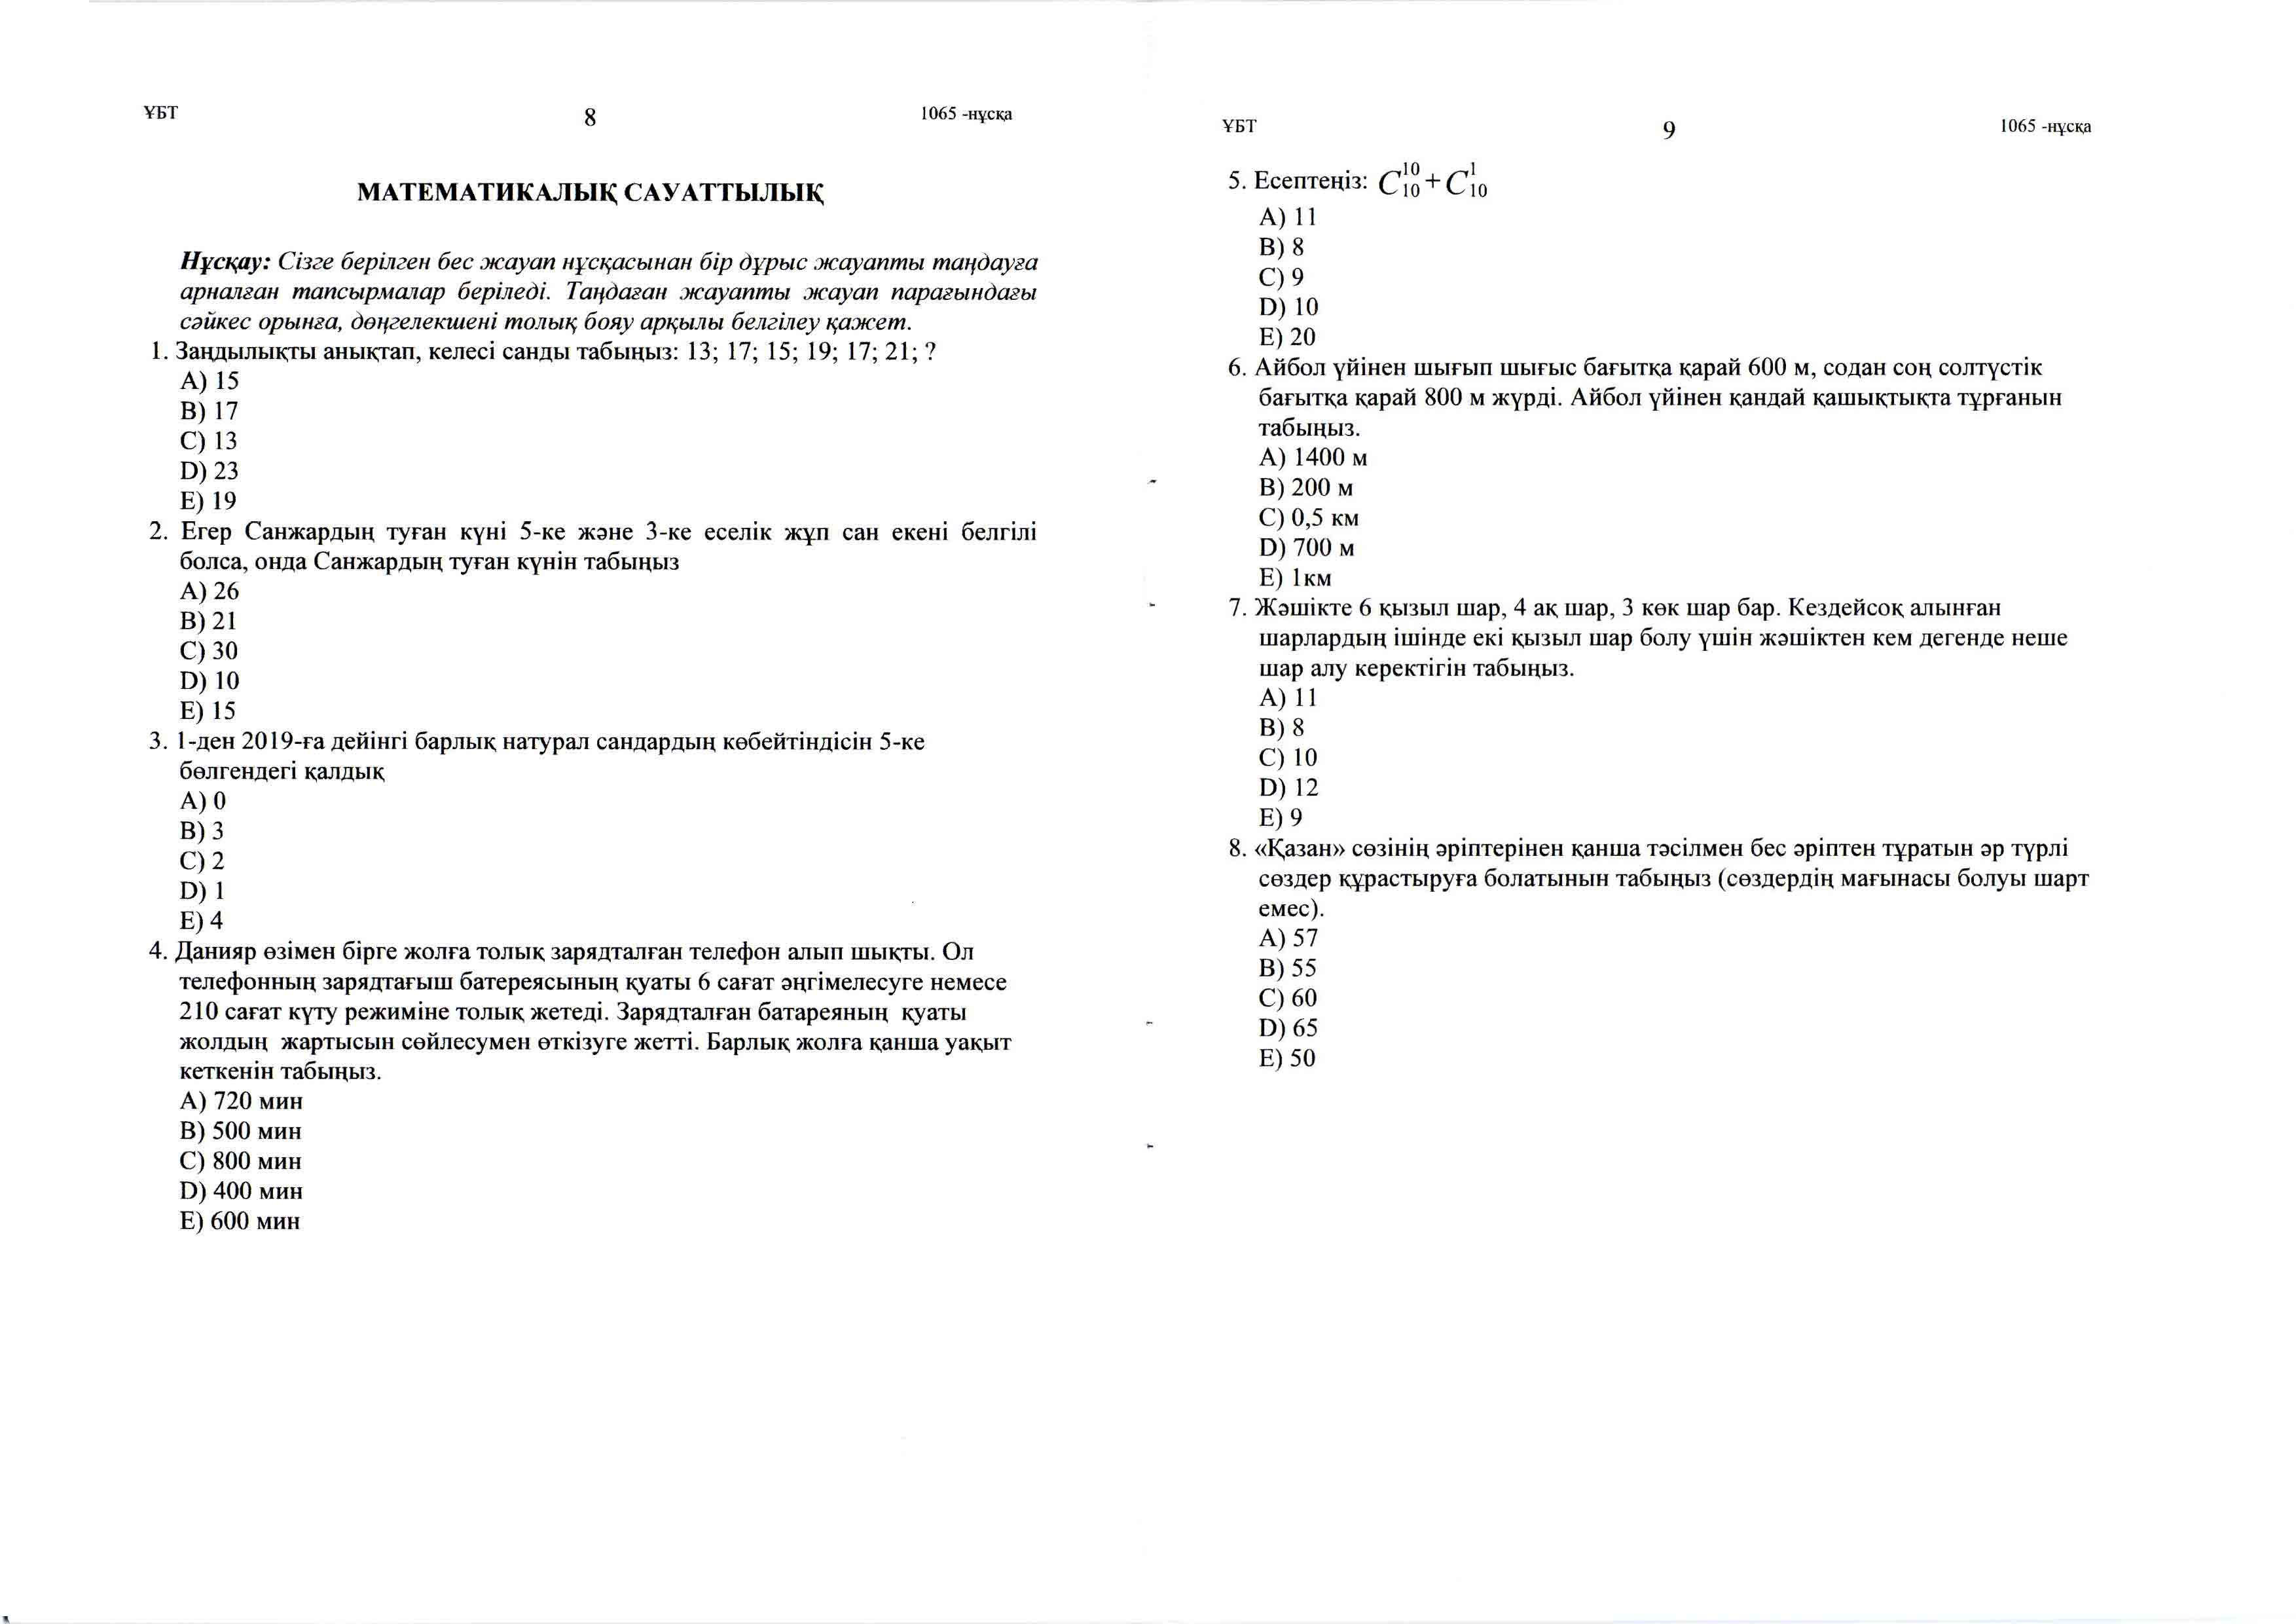 ҰБТ 8 1065 -нұсқа
МАТЕМАТИКАЛЫҚ САУАТТЫЛЫҚ
Нұсқау: Сізге берілген бес жауап нұсқасынан бір дұрыс жауапты таңдауға
арналған тапсырмалар беріледі. Таңдаған жауапты жауап парағындағы
сәйкес орынға, дөңгелекшені толық бояу арқылы белгілеу қажет.
1. Заңдылықты анықтап, келесі санды табыңыз: 13; 17; 15; 19; 17; 21; ?
A) 15
B) 17
C) 13
D) 23
E) 19
2. Егер Санжардың туған күні 5-ке және 3-ке еселік жұп сан екені белгілі
болса, онда Санжардың туған күнін табыңыз
A) 26
B) 21
C) 30
D) 10
E) 15
3. 1-ден 2019-ға дейінгі барлық натурал сандардың көбейтіндісін 5-ке
бөлгендегі қалдық
A) 0
B) 3
C) 2
D) 1
E) 4
4. Данияр өзімен бірге жолға толық зарядталған телефон алып шықты. Ол
телефонның зарядтағыш батереясының қуаты 6 сағат әңгімелесуге немесе
210 сағат күту режиміне толық жетеді. Зарядталған батареяның қуаты
жолдың жартысын сөйлесумен өткізуге жетті. Барлық жолға қанша уақыт
кеткенін табыңыз.
A) 720 мин
B) 500 мин
C) 800 мин
D) 400 мин
E) 600 мин
ҰБТ 9 1065 -нұсқа
5. Есептеңіз: $C_{10}^{10}+C_{10}^{1}$
A) 11
B) 8
C) 9
D) 10
E) 20
6. Айбол үйінен шығып шығыс бағытқа қарай 600 м, содан соң солтүстік
бағытқа қарай 800 м жүрді. Айбол үйінен қандай қашықтықта тұрғанын
табыңыз.
A) 1400 м
B) 200 м
C) 0,5 км
D) 700 м
E) 1км
7. Жәшікте 6 қызыл шар, 4 ақ шар, 3 көк шар бар. Кездейсоқ алынған
шарлардың ішінде екі қызыл шар болу үшін жәшіктен кем дегенде неше
шар алу керектігін табыңыз.
A) 11
B) 8
C) 10
D) 12
E) 9
8. «Қазан» сөзінің әріптерінен қанша тәсілмен бес әріптен тұратын әр түрлі
сөздер құрастыруға болатынын табыңыз (сөздердің мағынасы болуы шарт
емес).
A) 57
B) 55
C) 60
D) 65
E) 50